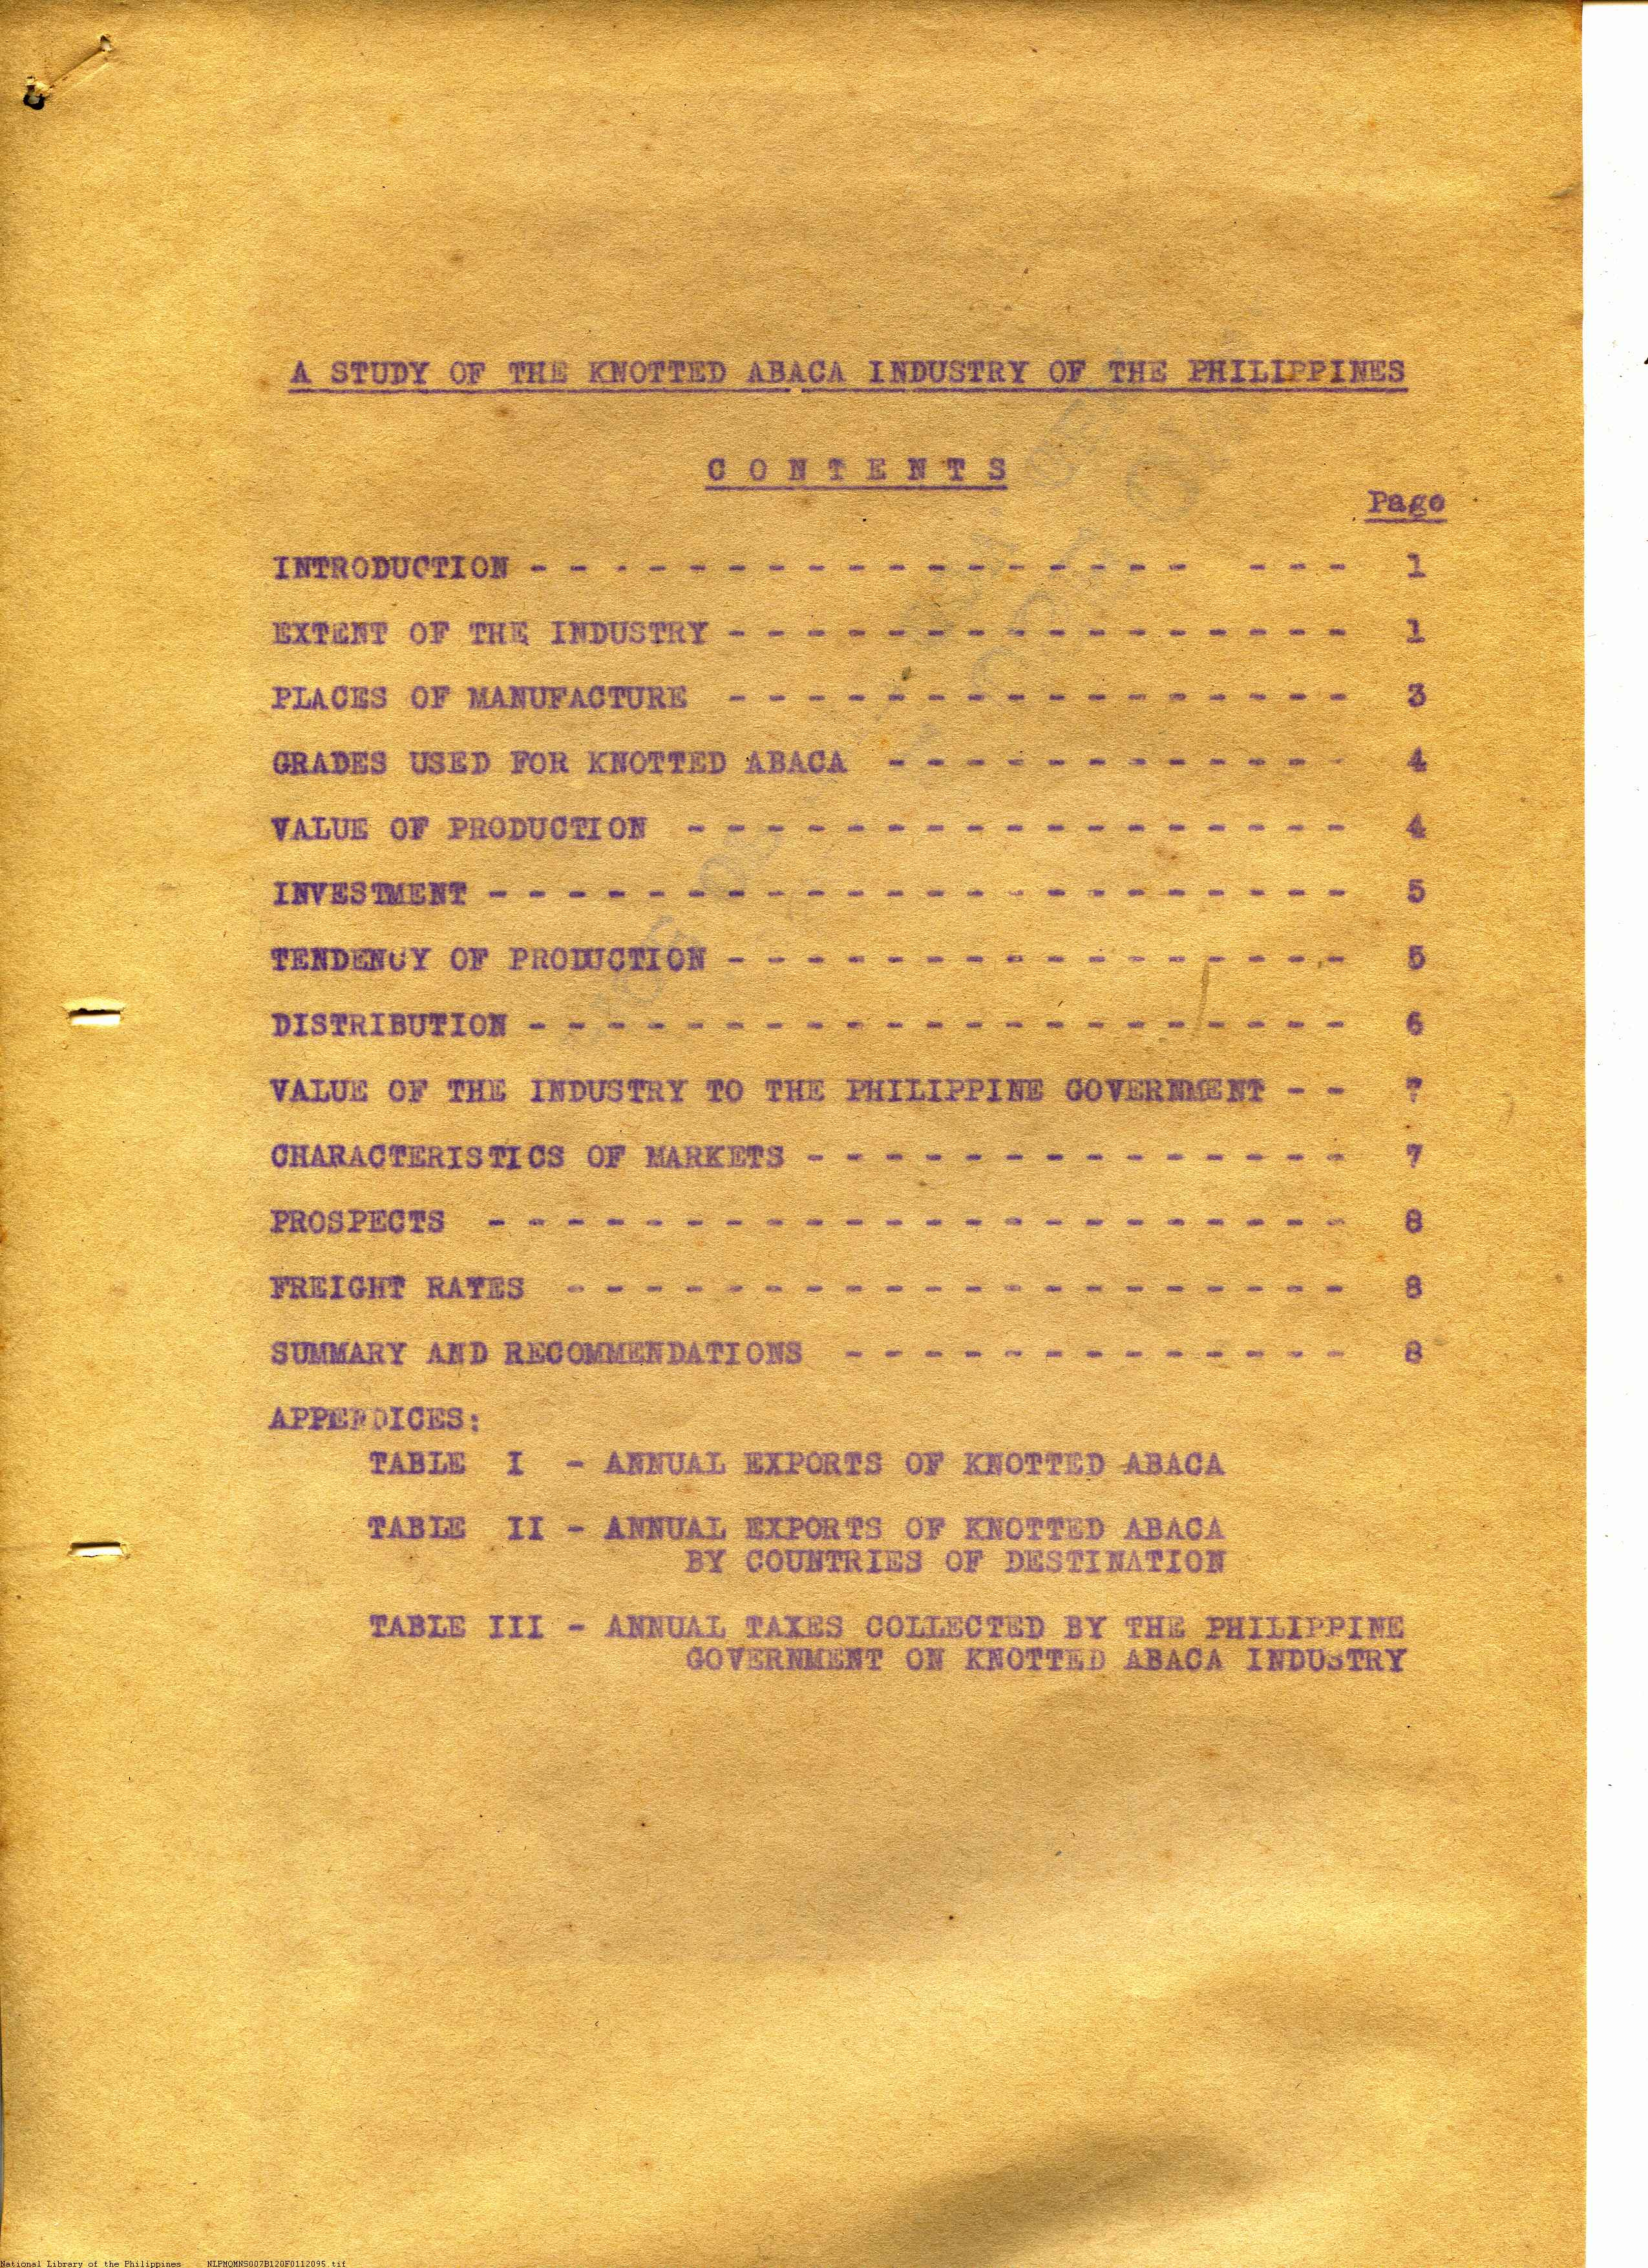 A STUDY OF THE KNOTTED ABACA INDUSTRY OF THE PHILIPPINES
C O N T E N T S
Page
INTRODUCTION - - - - - - - - - - - - - - - - - - - - 1
EXTENT OF THE INDUSTRY - - - - - - - - - - - - - - - - 1
PLACES OF MANUFACTURE - - - - - - - - - - - - - - - - 3
GRADES USED FOR KNOTTED ABACA - - - - - - - - - - - - 4
VALUE OF PRODUCTION - - - - - - - - - - - - - - - - - 4
INVESTMENT - - - - - - - - - - - - - - - - - - - - - - 5
TENDENCY OF PRODUCTION - - - - - - - - - - - - - - - - 5
DISTRIBUTION - - - - - - - - - - - - - - - - - - - - - 6
VALUE OF THE INDUSTRY TO THE PHILIPPINE GOVERNMENT - - 7
CHARACTERISTICS OF MARKETS - - - - - - - - - - - - - - 7
PROSPECTS - - - - - - - - - - - - - - - - - - - - - - 8
FREIGHT RATES - - - - - - - - - - - - - - - - - - - - 8
SUMMARY AND RECOMMENDATIONS - - - - - - - - - - - - - 8
APPENDICES:
TABLE I - ANNUAL EXPORTS OF KNOTTED ABACA
TABLE II - ANNUAL EXPORTS OF KNOTTED ABACA
BY COUNTRIES OF DESTINATION
TABLE III - ANNUAL TAXES COLLECTED BY THE PHILIPPINE
GOVERNMENT ON KNOTTED ABACA INDUSTRY
National Library of the Philippines NLPMOMNS007B120F0112095.tif